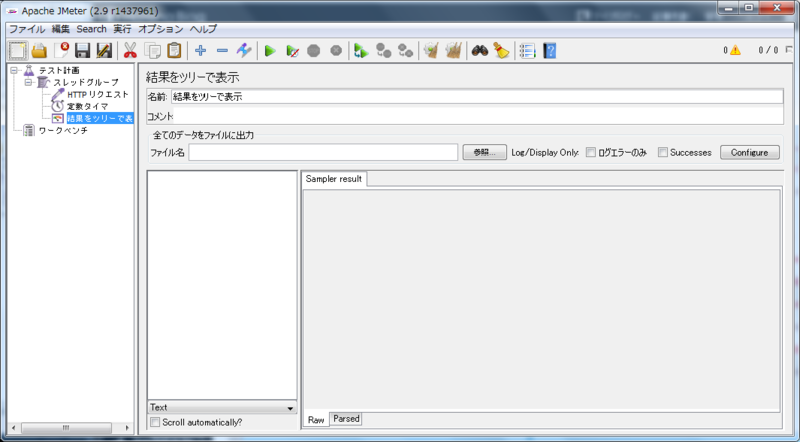 Apache JMeter (2.9 r1437961)
ファイル 編集 Search 実行 オプション ヘルプ
0 0 / 0
テスト計画
スレッドグループ
HTTP リクエスト
定数タイマ
結果をツリーで表
ワークベンチ
結果をツリーで表示
名前: 結果をツリーで表示
コメント
全てのデータをファイルに出力
ファイル名 参照... Log/Display Only: ログエラーのみ Successes Configure
Sampler result
Text
Scroll automatically?
Raw Parsed